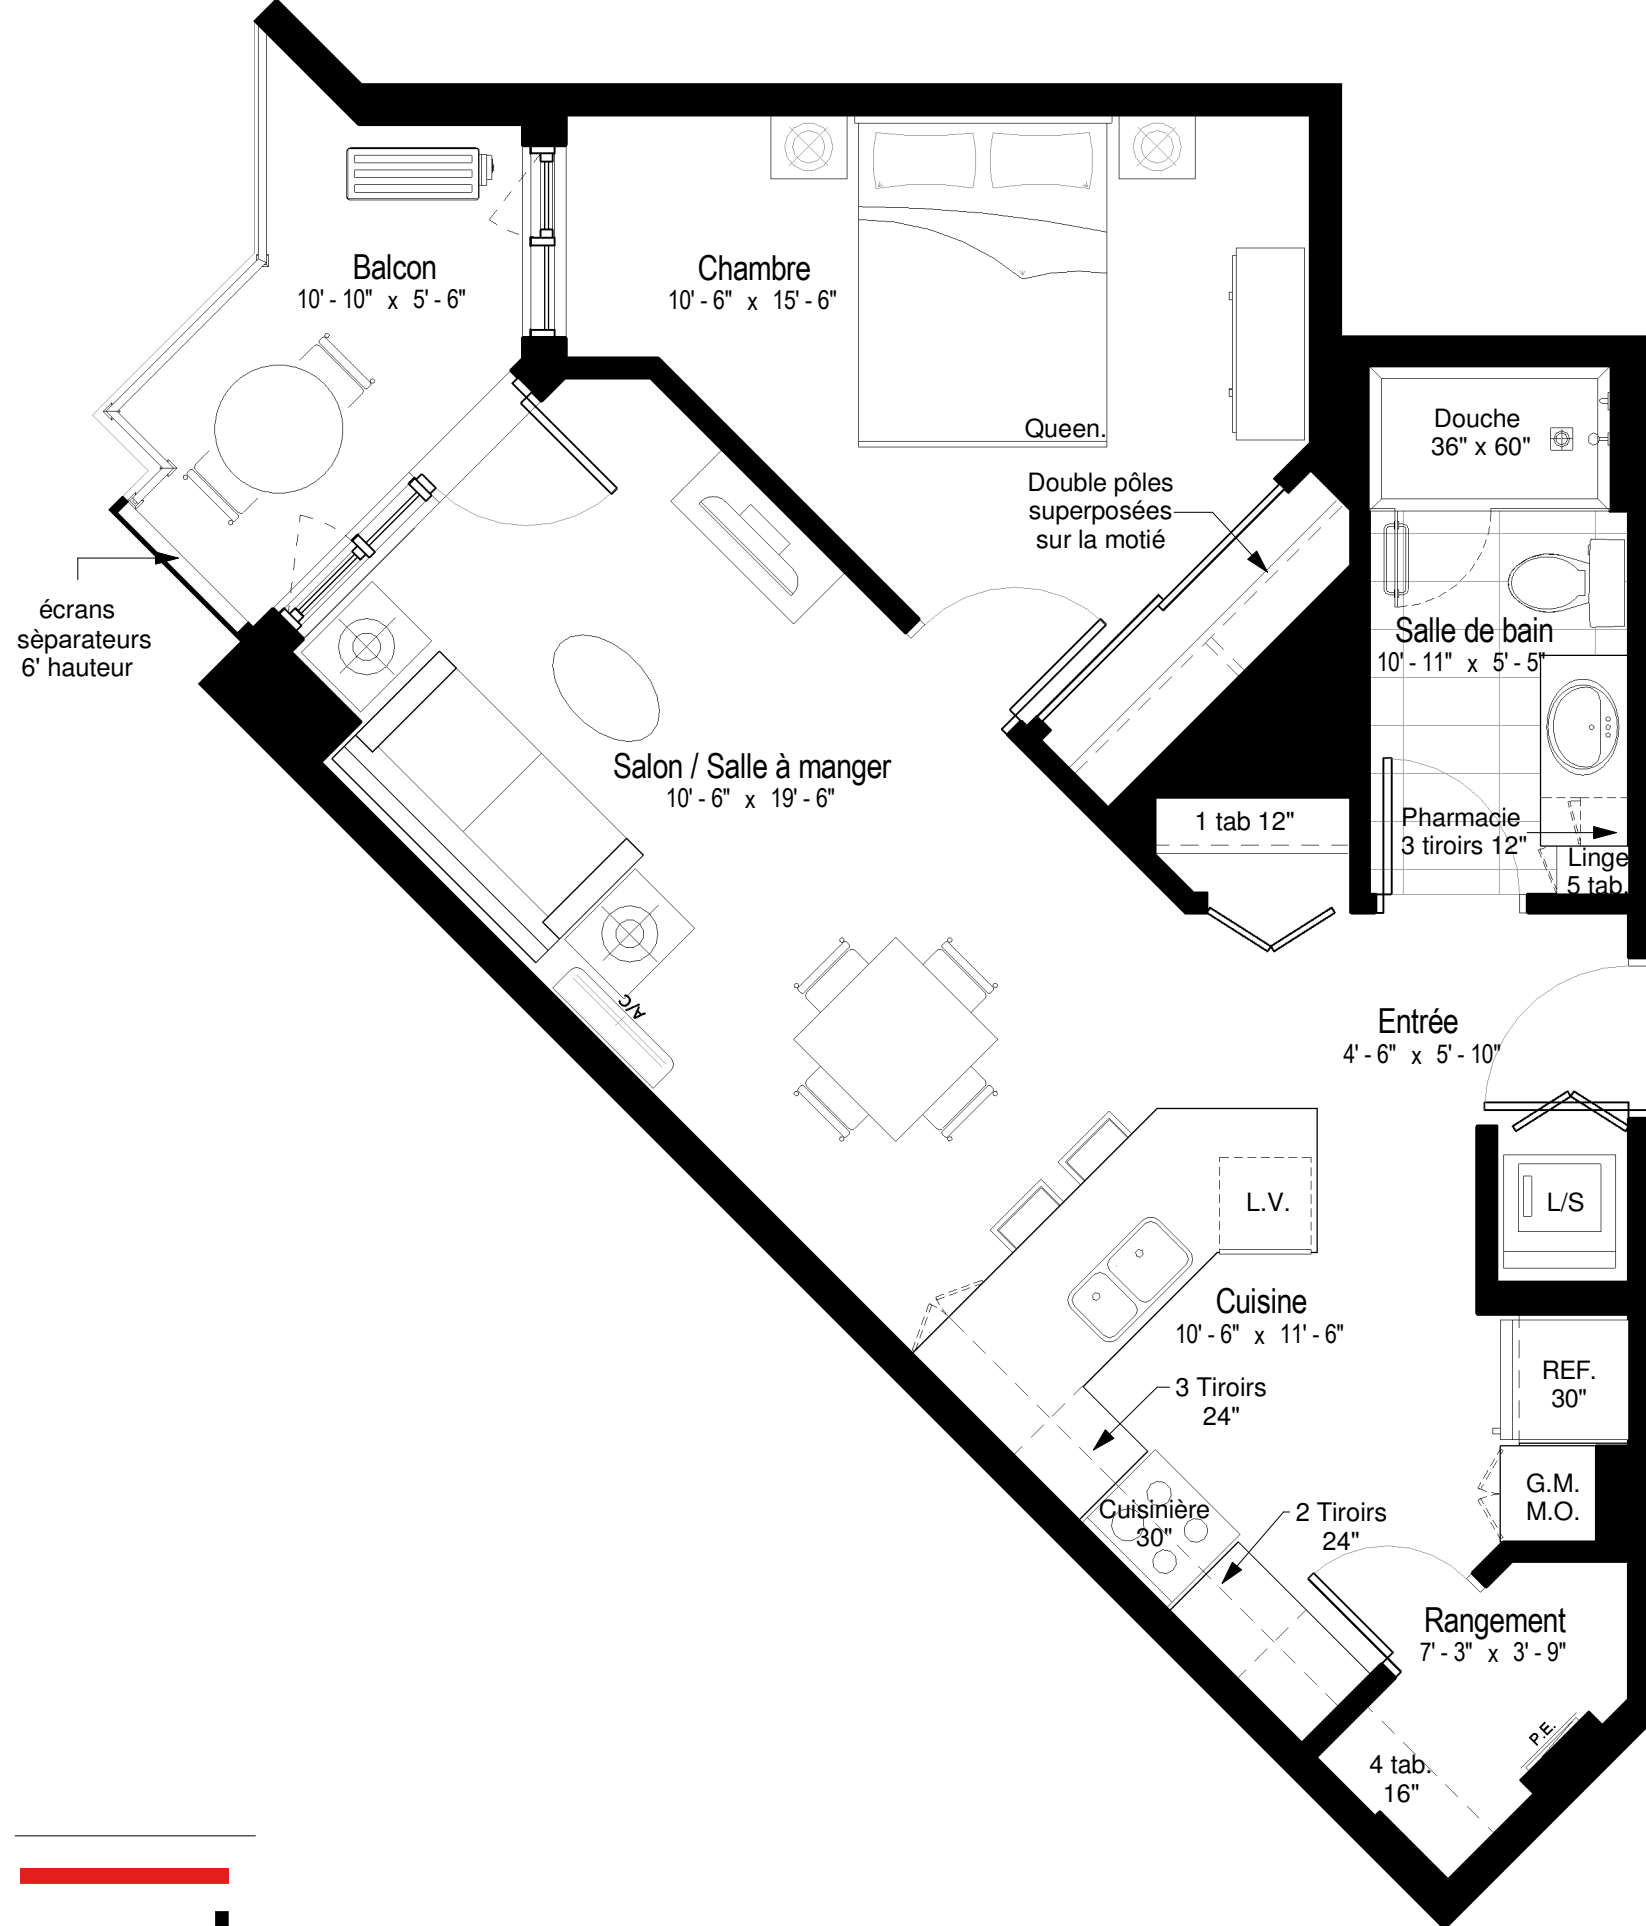 Balcon
10' - 10" x 5' - 6"
Chambre
10' - 6" x 15' - 6"
Queen.
Douche
36" x 60"
Double pôles
superposées
sur la motié
écrans
sèparateurs
6' hauteur
Salle de bain
10' - 11" x 5' - 5"
Salon / Salle à manger
10' - 6" x 19' - 6"
1 tab 12"
Pharmacie
3 tiroirs 12"
Linge
5 tab.
A/C
Entrée
4' - 6" x 5' - 10"
L.V.
L/S
Cuisine
10' - 6" x 11' - 6"
REF.
30"
3 Tiroirs
24"
G.M.
M.O.
Cuisinière
30"
2 Tiroirs
24"
Rangement
7' - 3" x 3' - 9"
P.E.
4 tab.
16"